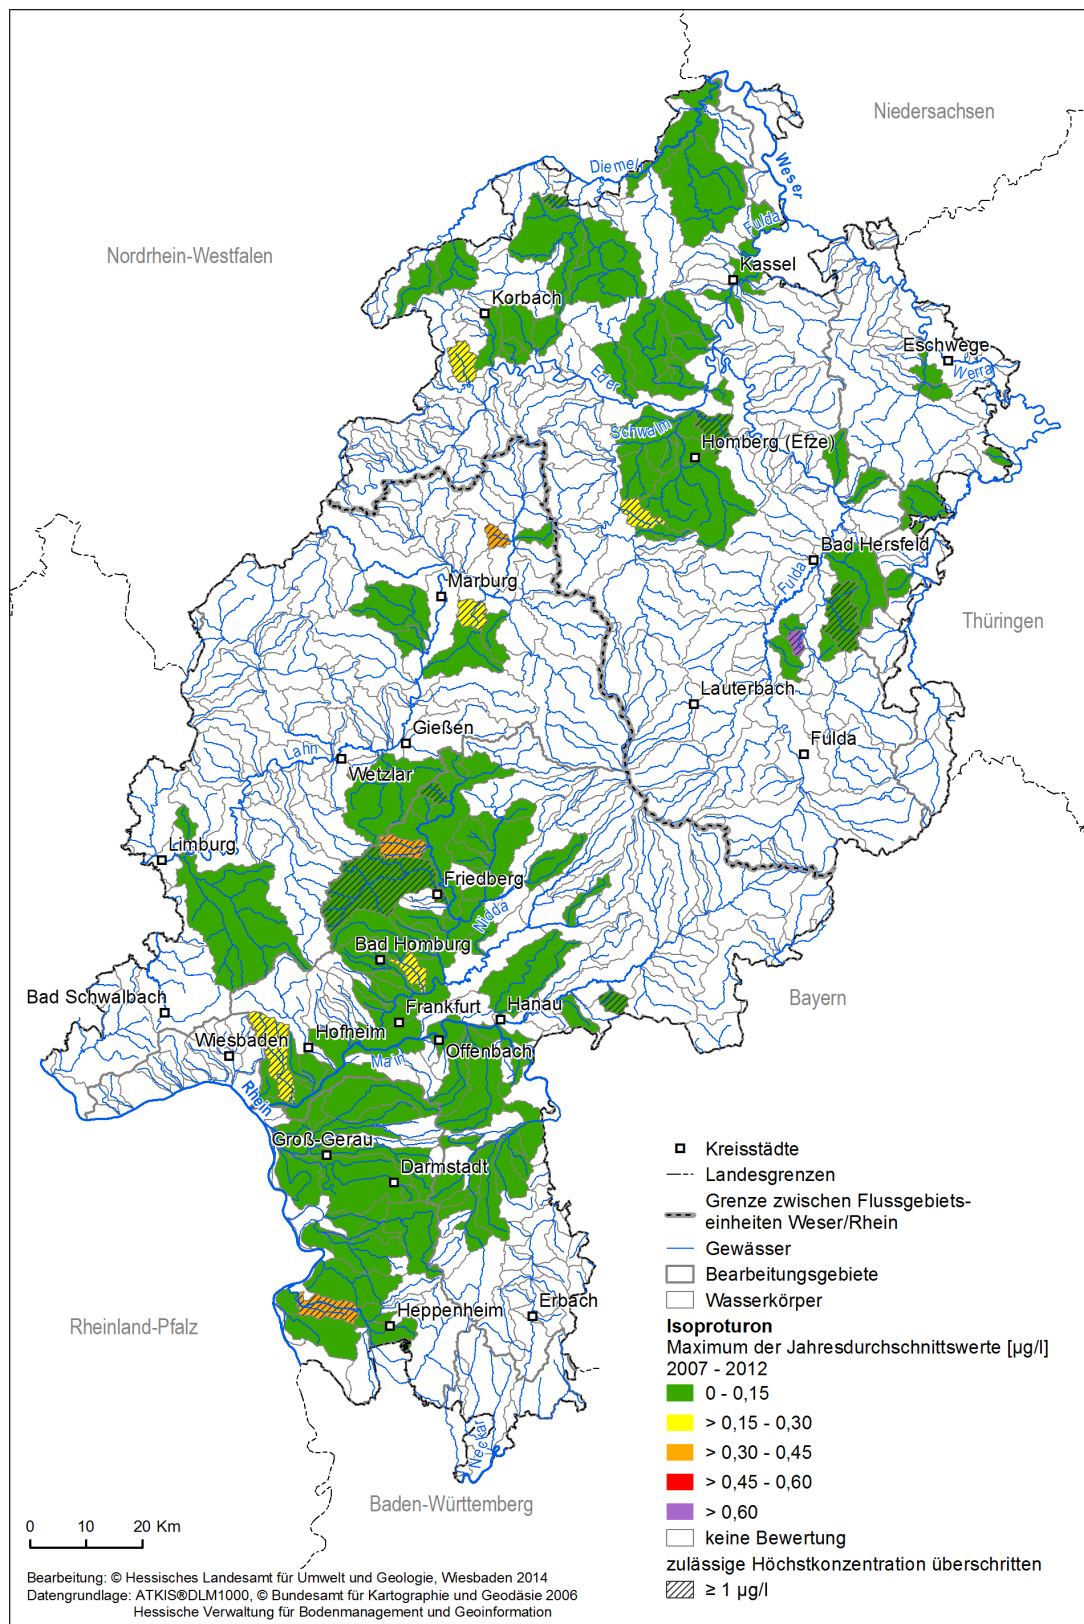 Niedersachsen
Diemel
Weser
Fulda
Nordrhein-Westfalen
Kassel
Korbach
Eschwege
Werra
Eder
Schwalm
Homberg (Efze)
Bad Hersfeld
Fulda
Marburg
Thüringen
Lauterbach
Gießen
Fulda
ahn
Wetzlar
Limburg
Friedberg
Nidda
Bad Homburg
Bad Schwalbach
Frankfurt
Hanau
Bayern
Hofheim
Wiesbaden
Offenbach
Main
Rhein
Groß-Gerau
Darmstadt
Heppenheim
Erbach
Rheinland-Pfalz
Neckar
Baden-Württemberg
Kreisstädte
Landesgrenzen
Grenze zwischen Flussgebiets-
einheiten Weser/Rhein
Gewässer
Bearbeitungsgebiete
Wasserkörper
Isoproturon
Maximum der Jahresdurchschnittswerte [µg/l]
2007 - 2012
0 - 0,15
> 0,15 - 0,30
> 0,30 - 0,45
> 0,45 - 0,60
> 0,60
keine Bewertung
zulässige Höchstkonzentration überschritten
≥ 1 µg/l
0 10 20 Km
Bearbeitung: © Hessisches Landesamt für Umwelt und Geologie, Wiesbaden 2014
Datengrundlage: ATKIS®DLM1000, © Bundesamt für Kartographie und Geodäsie 2006
Hessische Verwaltung für Bodenmanagement und Geoinformation